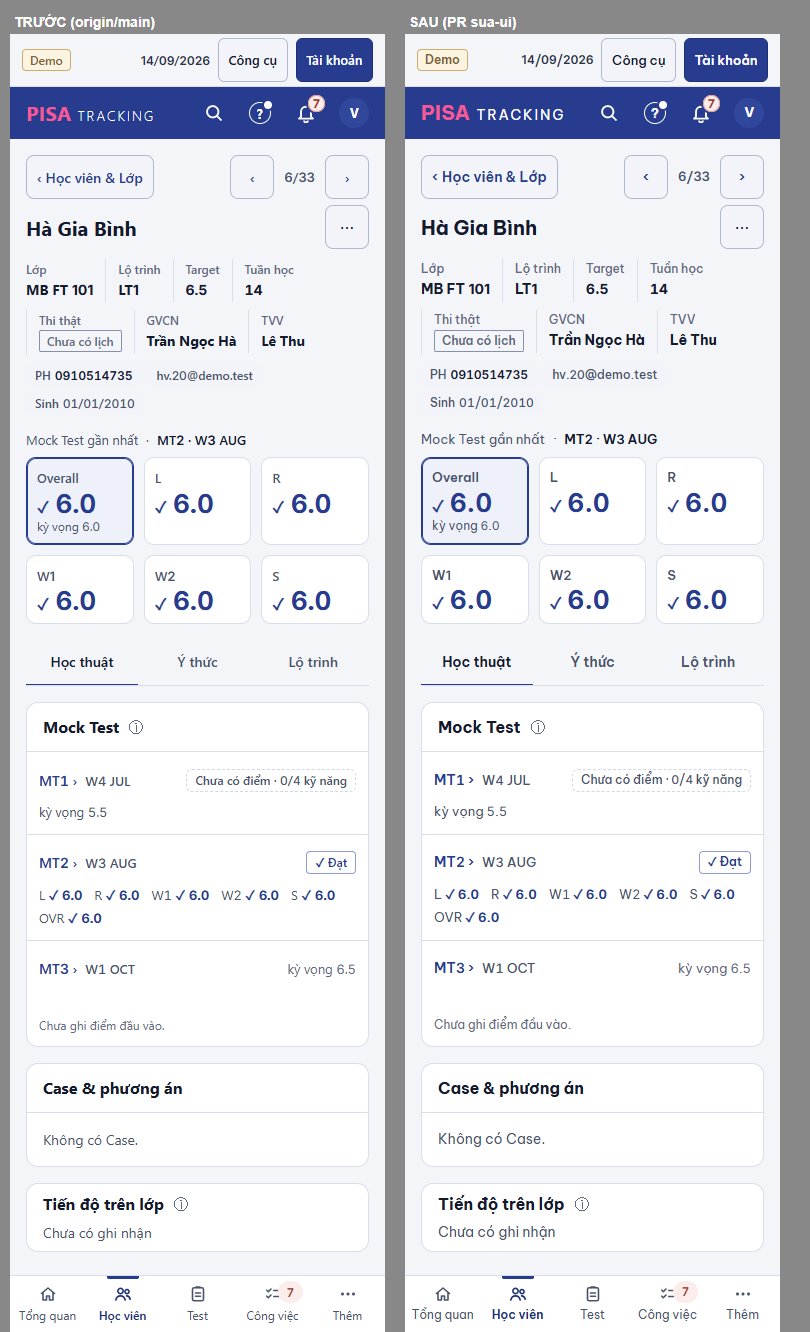 TRƯỚC (origin/main)
Demo 14/09/2026 Công cụ Tài khoản
PISA TRACKING ? 7 V
‹ Học viên & Lớp ‹ 6/33 ›
Hà Gia Bình ...
Lớp Lộ trình Target Tuần học
MB FT 101 LT1 6.5 14
Thi thật GVCN TVV
Chưa có lịch Trần Ngọc Hà Lê Thu
PH 0910514735 hv.20@demo.test
Sinh 01/01/2010
Mock Test gần nhất · MT2 · W3 AUG
Overall L R
✓ 6.0 ✓ 6.0 ✓ 6.0
kỳ vọng 6.0
W1 W2 S
✓ 6.0 ✓ 6.0 ✓ 6.0
Học thuật Ý thức Lộ trình
Mock Test ⓘ
MT1 › W4 JUL Chưa có điểm · 0/4 kỹ năng
kỳ vọng 5.5
MT2 › W3 AUG ✓ Đạt
L ✓ 6.0 R ✓ 6.0 W1 ✓ 6.0 W2 ✓ 6.0 S ✓ 6.0
OVR ✓ 6.0
MT3 › W1 OCT kỳ vọng 6.5
Chưa ghi điểm đầu vào.
Case & phương án
Không có Case.
Tiến độ trên lớp ⓘ
Chưa có ghi nhận
7
Tổng quan Học viên Test Công việc Thêm
SAU (PR sua-ui)
Demo 14/09/2026 Công cụ Tài khoản
PISA TRACKING ? 7 V
‹ Học viên & Lớp ‹ 6/33 ›
Hà Gia Bình ...
Lớp Lộ trình Target Tuần học
MB FT 101 LT1 6.5 14
Thi thật GVCN TVV
Chưa có lịch Trần Ngọc Hà Lê Thu
PH 0910514735 hv.20@demo.test
Sinh 01/01/2010
Mock Test gần nhất · MT2 · W3 AUG
Overall L R
✓ 6.0 ✓ 6.0 ✓ 6.0
kỳ vọng 6.0
W1 W2 S
✓ 6.0 ✓ 6.0 ✓ 6.0
Học thuật Ý thức Lộ trình
Mock Test ⓘ
MT1 › W4 JUL Chưa có điểm · 0/4 kỹ năng
kỳ vọng 5.5
MT2 › W3 AUG ✓ Đạt
L ✓ 6.0 R ✓ 6.0 W1 ✓ 6.0 W2 ✓ 6.0 S ✓ 6.0
OVR ✓ 6.0
MT3 › W1 OCT kỳ vọng 6.5
Chưa ghi điểm đầu vào.
Case & phương án
Không có Case.
Tiến độ trên lớp ⓘ
Chưa có ghi nhận
7
Tổng quan Học viên Test Công việc Thêm